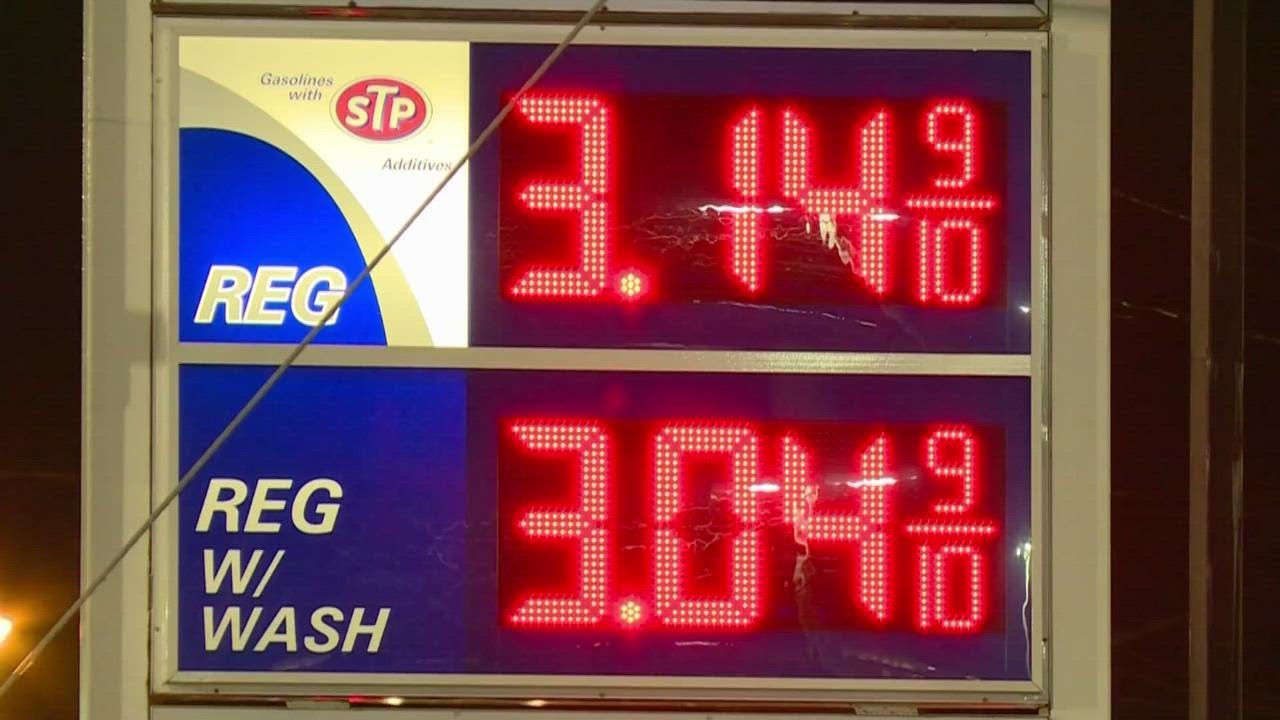 Gasolines
with
STP
Additives
REG
3.14 9/10
REG
W/
WASH
3.04 9/10